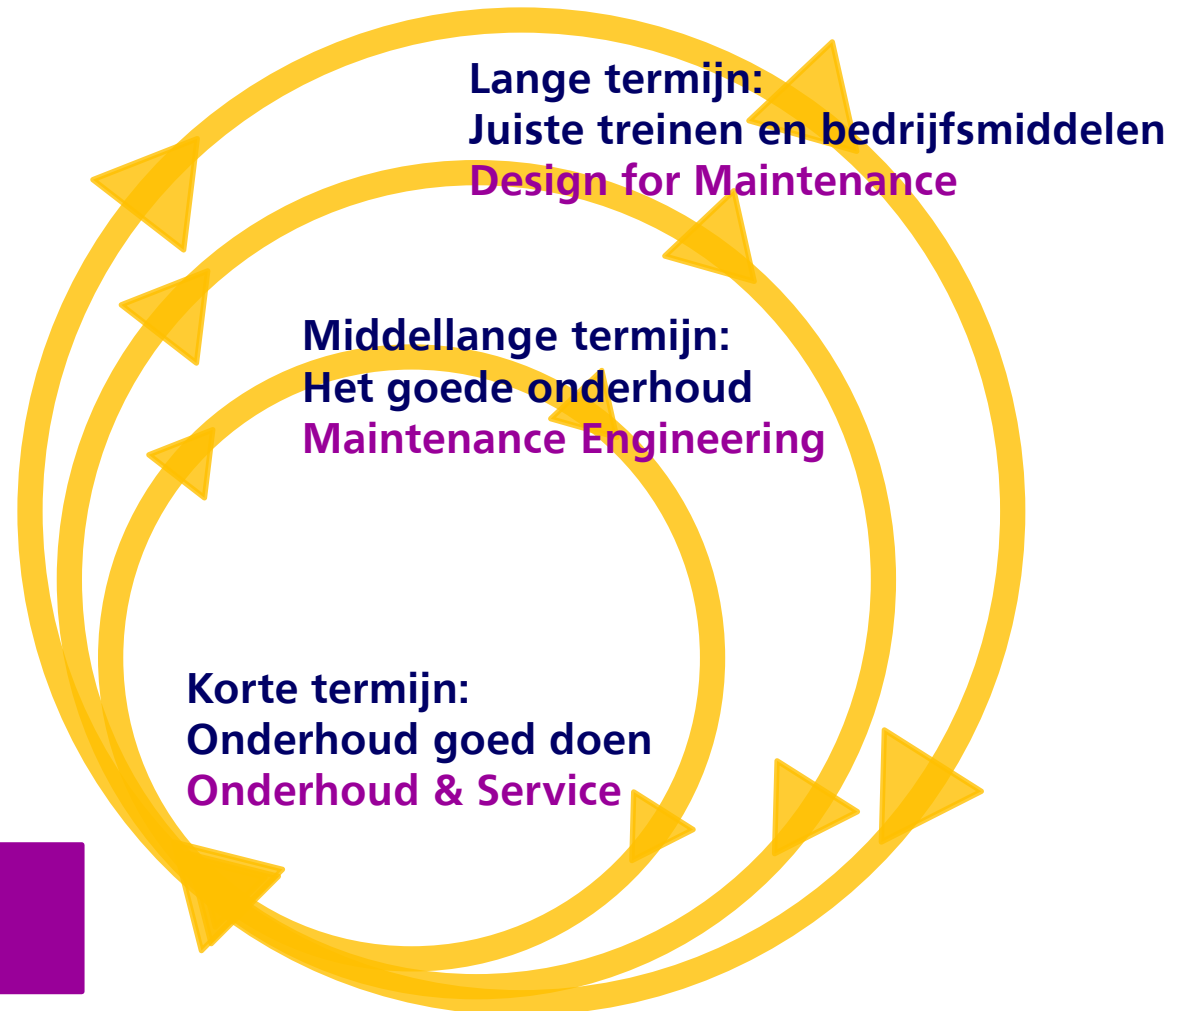 Lange termijn:
Juiste treinen en bedrijfsmiddelen
Design for Maintenance
Middellange termijn:
Het goede onderhoud
Maintenance Engineering
Korte termijn:
Onderhoud goed doen
Onderhoud & Service